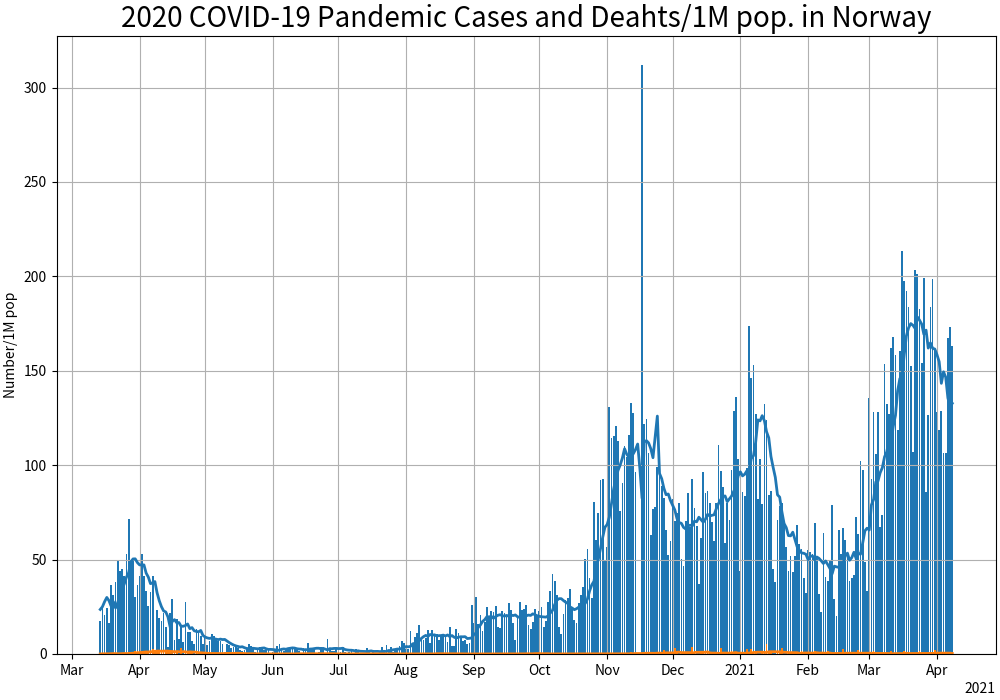 2020 COVID-19 Pandemic Cases and Deahts/1M pop. in Norway
Number/1M pop
300
250
200
150
100
50
0
Mar Apr May Jun Jul Aug Sep Oct Nov Dec 2021 Feb Mar Apr
2021